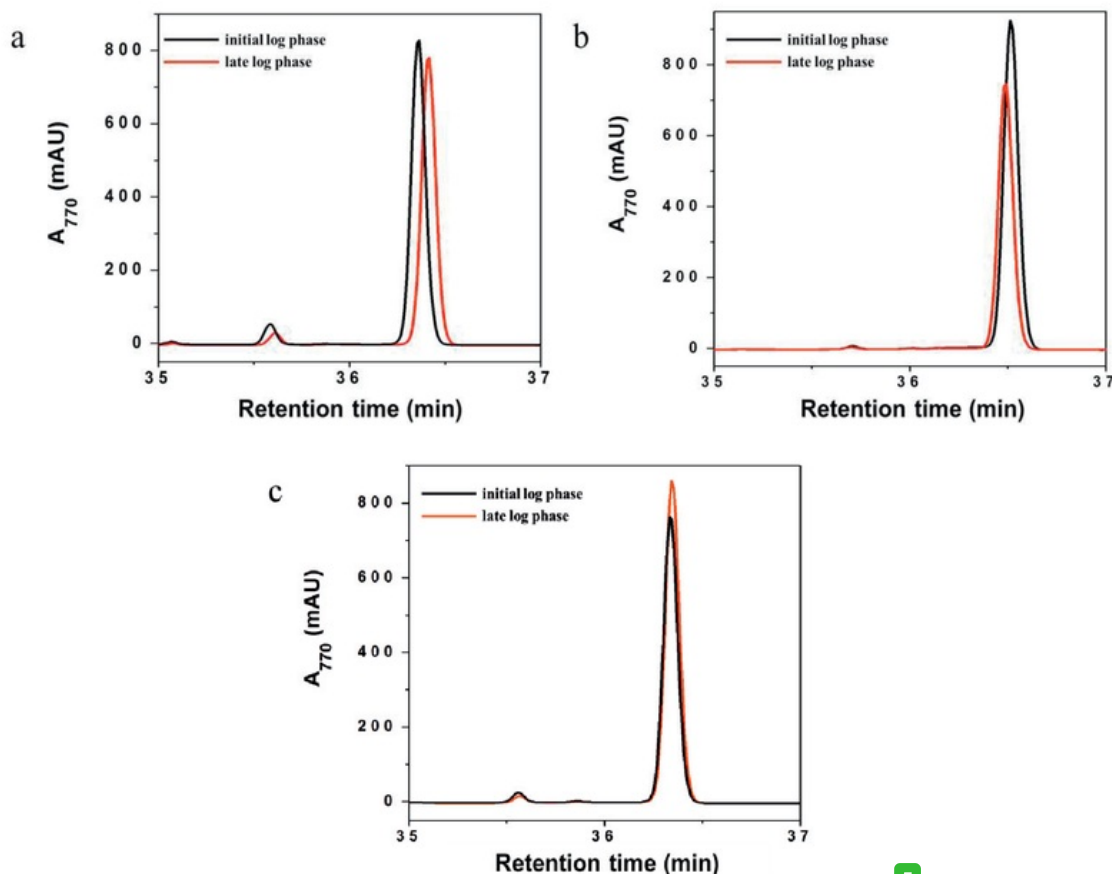 a
initial log phase
late log phase
800
600
400
200
0
A770 (mAU)
35
36
37
Retention time (min)
b
initial log phase
late log phase
800
600
400
200
0
A770 (mAU)
35
36
37
Retention time (min)
c
initial log phase
late log phase
800
600
400
200
0
A770 (mAU)
35
36
37
Retention time (min)